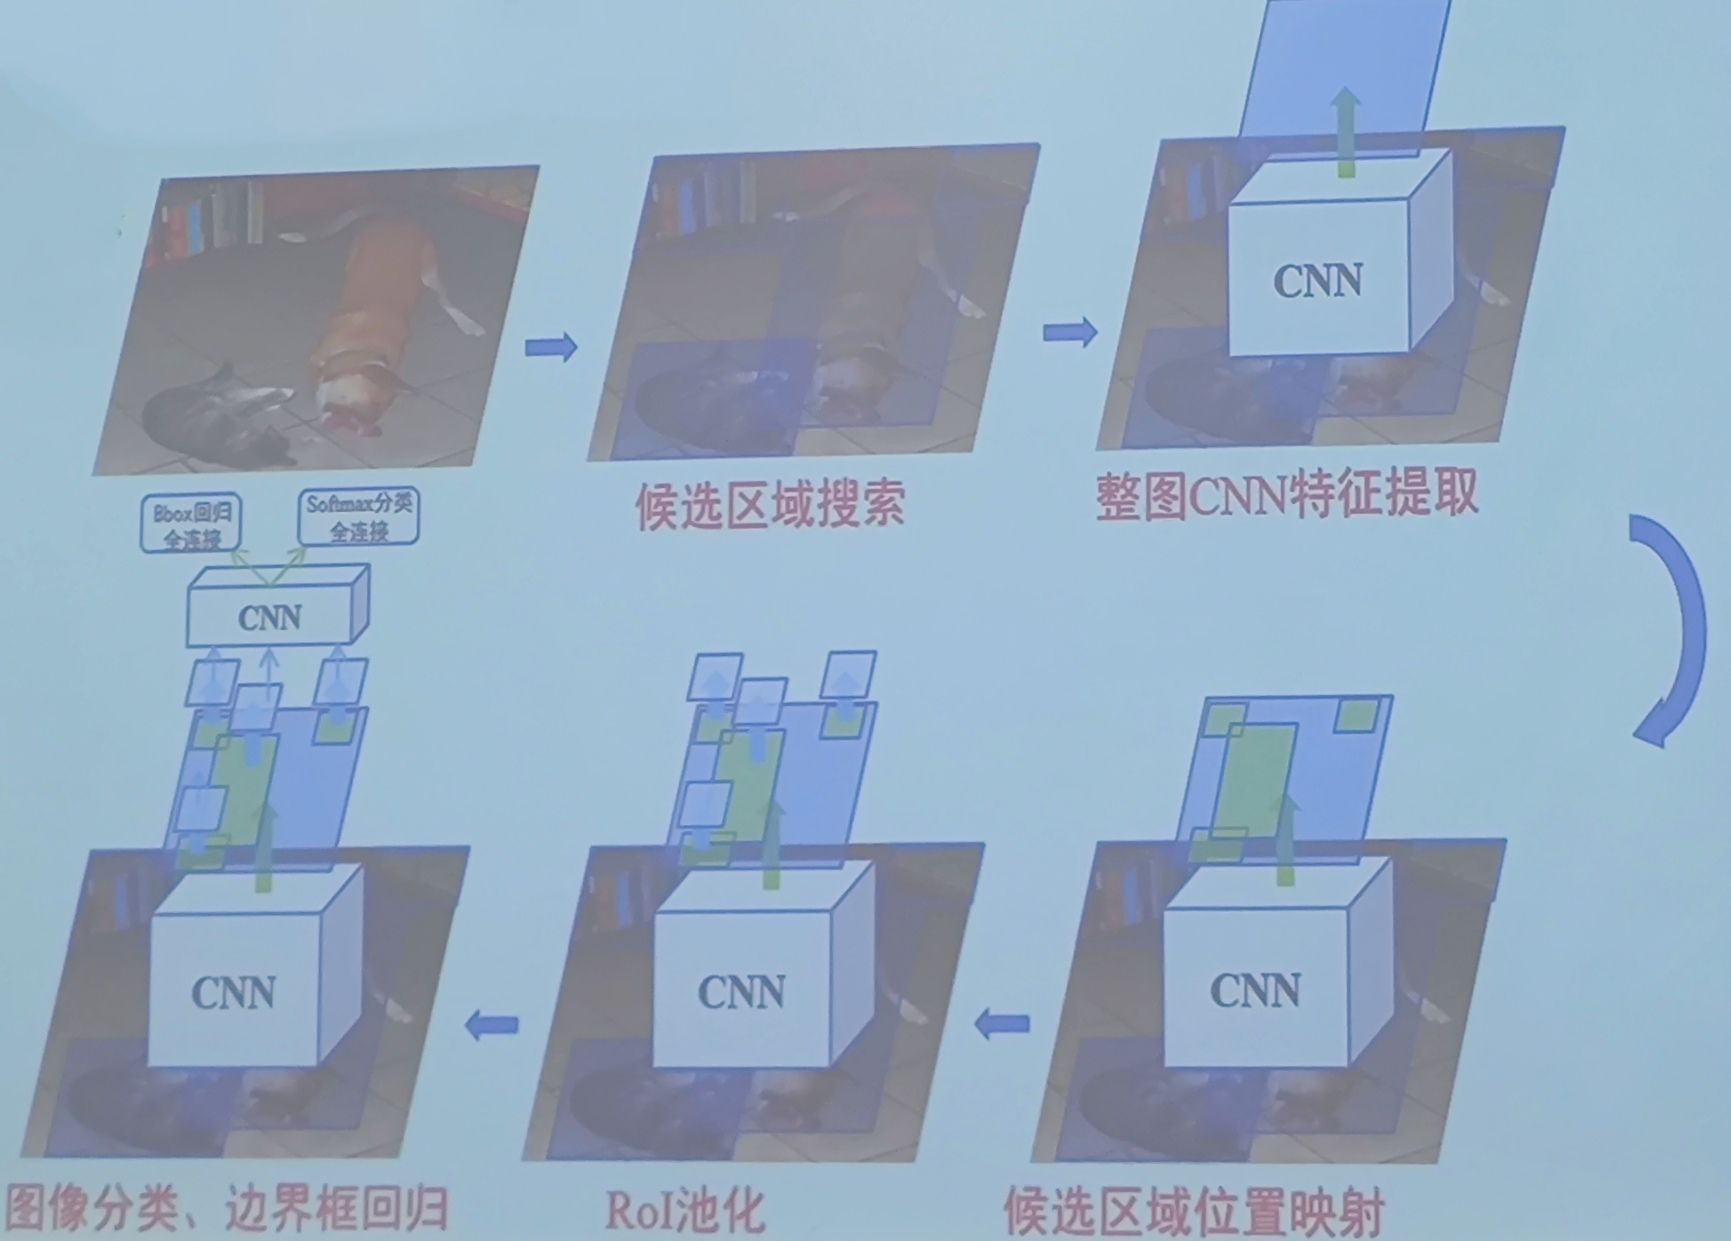 CNN
候选区域搜索
整图CNN特征提取
Bbox回归
全连接
Softmax分类
全连接
CNN
CNN
CNN
CNN
图像分类、边界框回归
RoI池化
候选区域位置映射